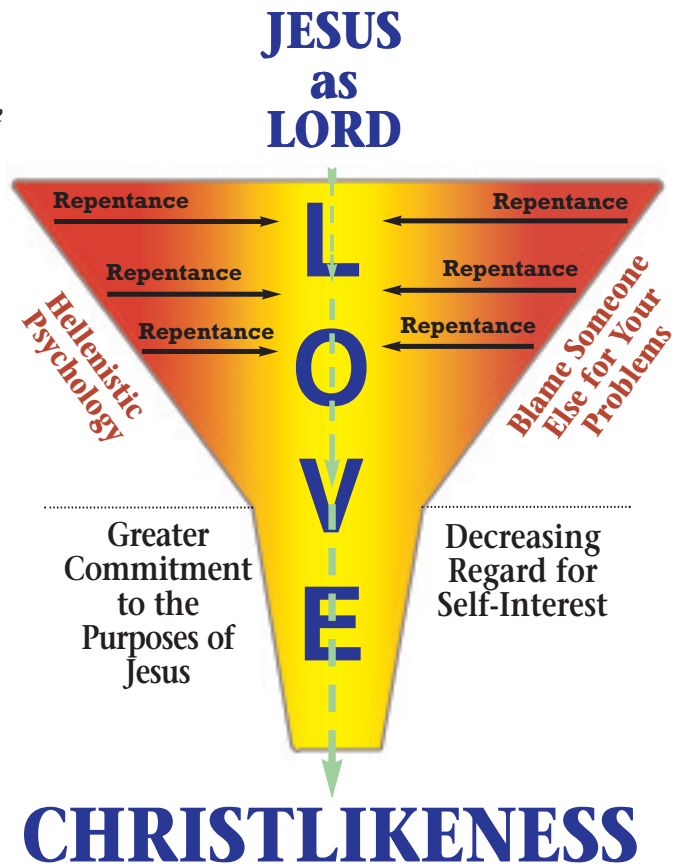 JESUS
as
LORD
Repentance
Repentance
Repentance
Repentance
Repentance
Repentance
L
O
V
E
Hellenistic
Psychology
Blame Someone
Else for Your
Problems
Greater
Commitment
to the
Purposes of
Jesus
Decreasing
Regard for
Self-Interest
CHRISTLIKENESS